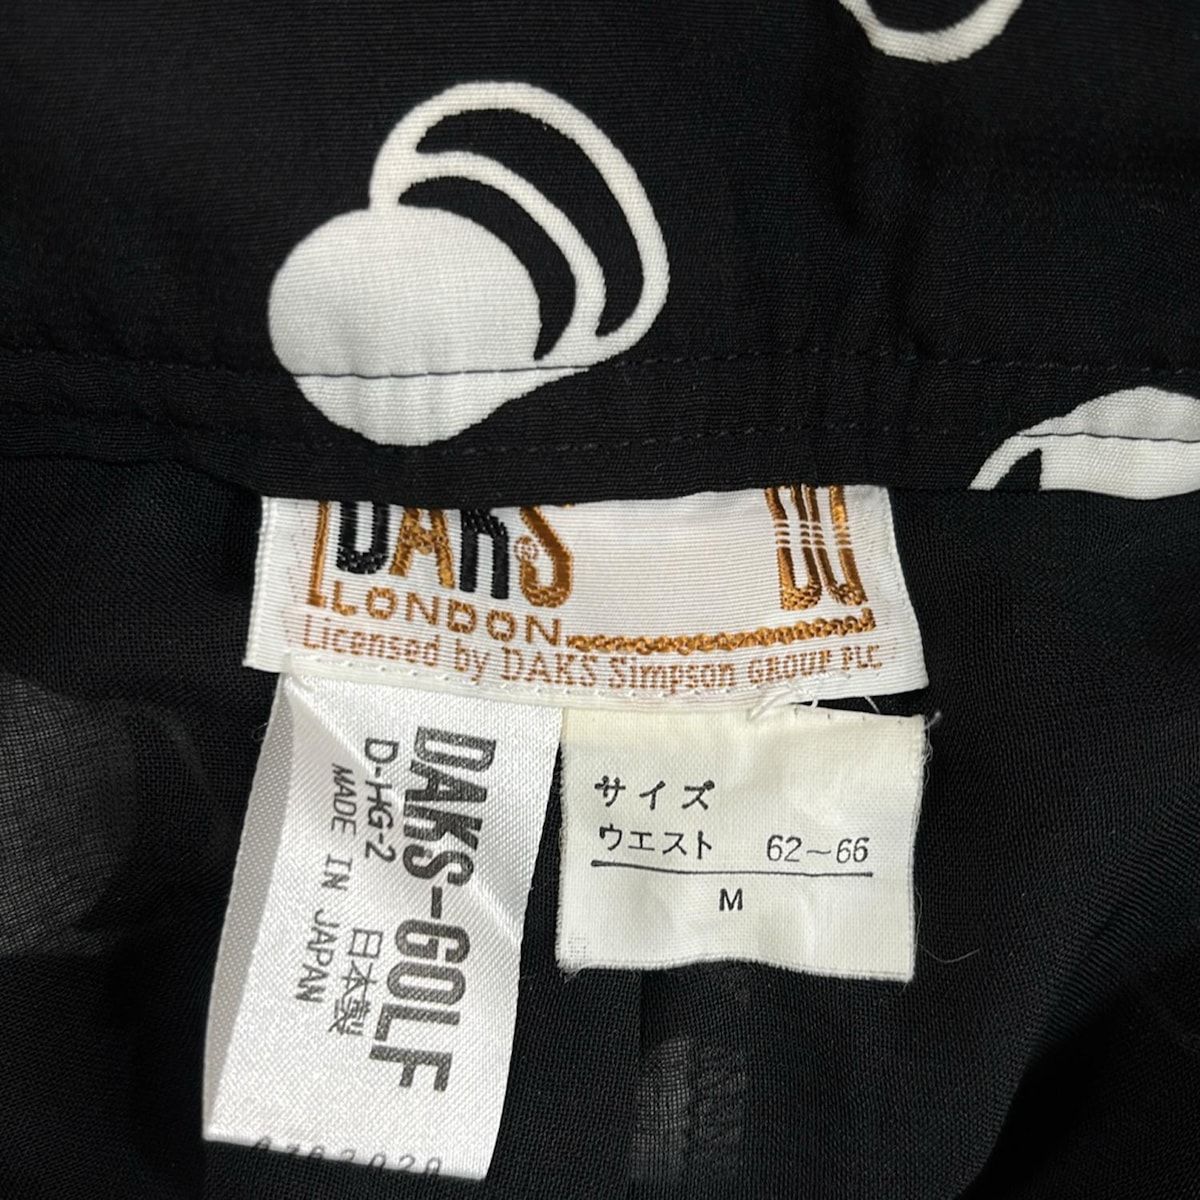 DAKS®
LONDON
Licensed by DAKS Simpson GROUP PLC
DAKS-GOLF
D-HG-2 日本製
MADE IN JAPAN
サイズ
ウエスト 62~66
M